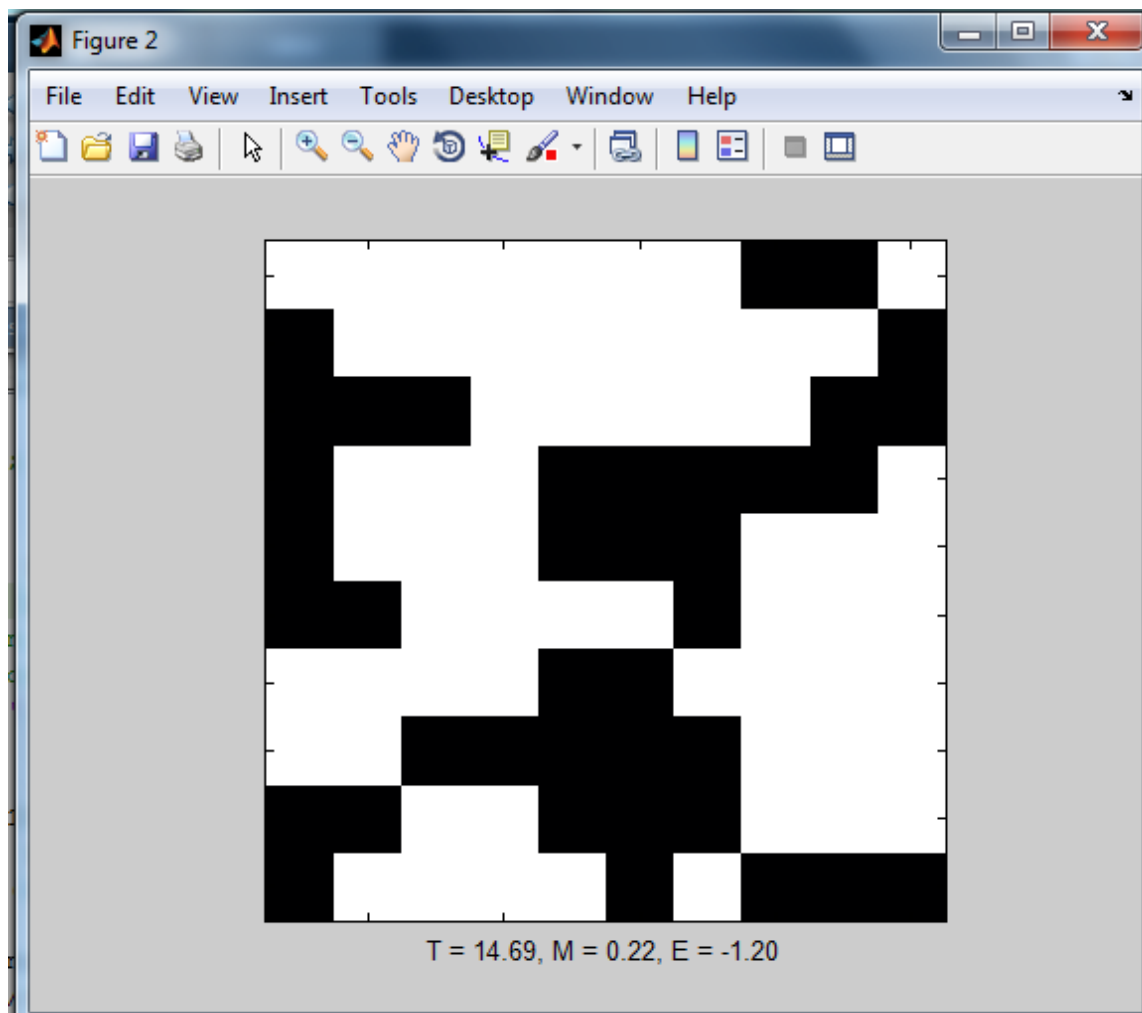 Figure 2
File Edit View Insert Tools Desktop Window Help
T = 14.69, M = 0.22, E = -1.20